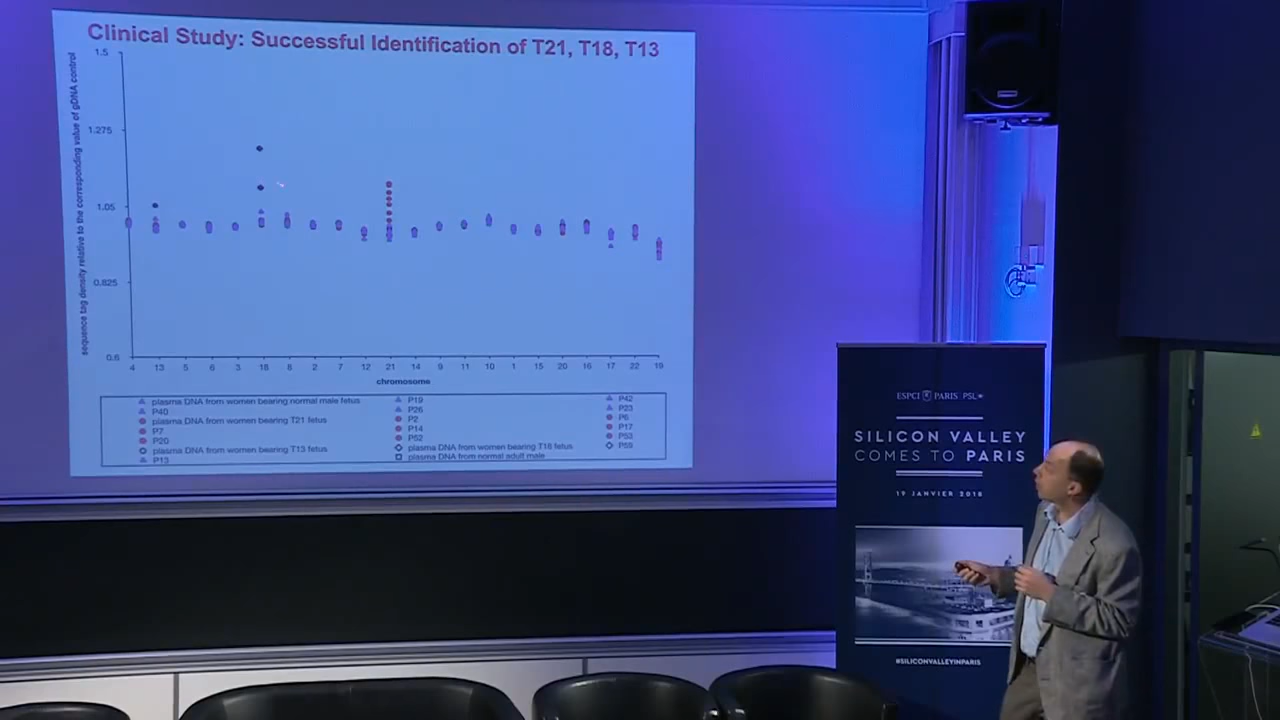 Clinical Study: Successful Identification of T21, T18, T13
sequence tag density relative to the corresponding value of gDNA control
1.5
1.275
1.05
0.825
0.6
4 13 5 6 3 18 8 2 7 12 21 14 9 11 10 1 15 20 16 17 22 19
chromosome
plasma DNA from women bearing normal male fetus
P40
plasma DNA from women bearing T21 fetus
P7
P20
plasma DNA from women bearing T13 fetus
P13
P19
P26
P2
P14
P52
plasma DNA from women bearing T18 fetus
plasma DNA from normal adult male
P42
P23
P6
P17
P53
P59
ESPCI PARIS PSL
SILICON VALLEY
COMES TO PARIS
19 JANVIER 2018
#SILICONVALLEYINPARIS